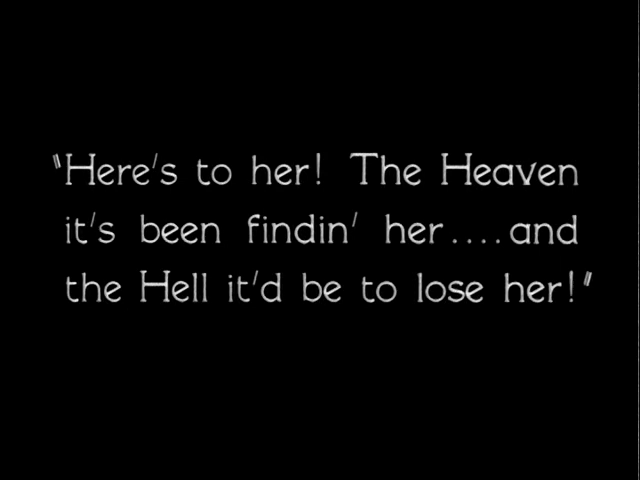 "Here's to her! The Heaven
it's been findin' her....and
the Hell it'd be to lose her!"